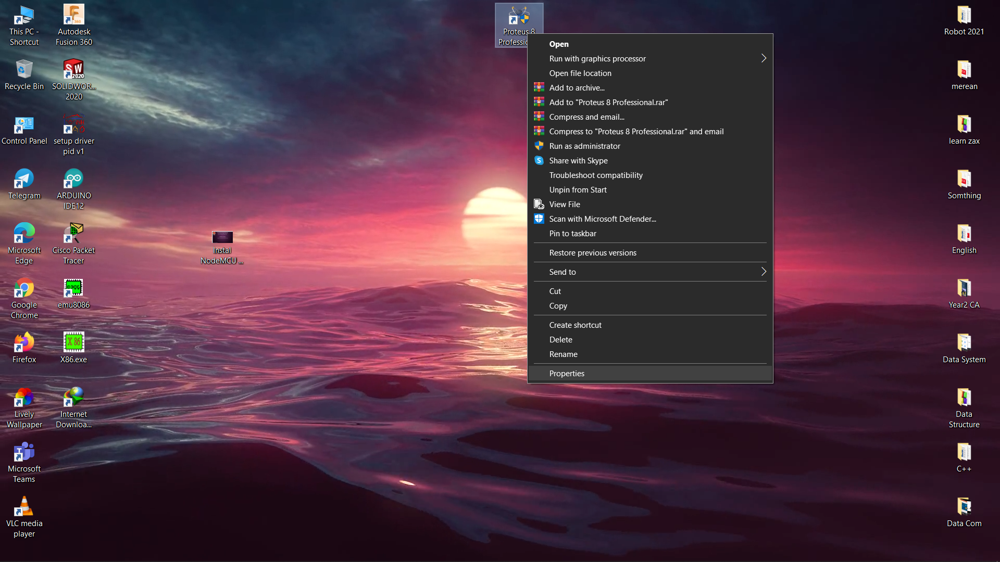 This PC -
Shortcut
Autodesk
Fusion 360
Recycle Bin
SOLIDWOR...
2020
Control Panel
setup driver
pid v1
Telegram
ARDUINO
IDE12
Microsoft
Edge
Cisco Packet
Tracer
Google
Chrome
8086
emu8086
Firefox
X 86
X86.exe
Lively
Wallpaper
Internet
Downloa...
Microsoft
Teams
VLC media
player
Instal
NodeMCU ...
Proteus 8
Professio
Open
Run with graphics processor
Open file location
Add to archive...
Add to "Proteus 8 Professional.rar"
Compress and email...
Compress to "Proteus 8 Professional.rar" and email
Run as administrator
Share with Skype
Troubleshoot compatibility
Unpin from Start
View File
Scan with Microsoft Defender...
Pin to taskbar
Restore previous versions
Send to
Cut
Copy
Create shortcut
Delete
Rename
Properties
Robot 2021
merean
learn zax
Somthing
English
Year2 CA
Data System
Data
Structure
C++
Data Com